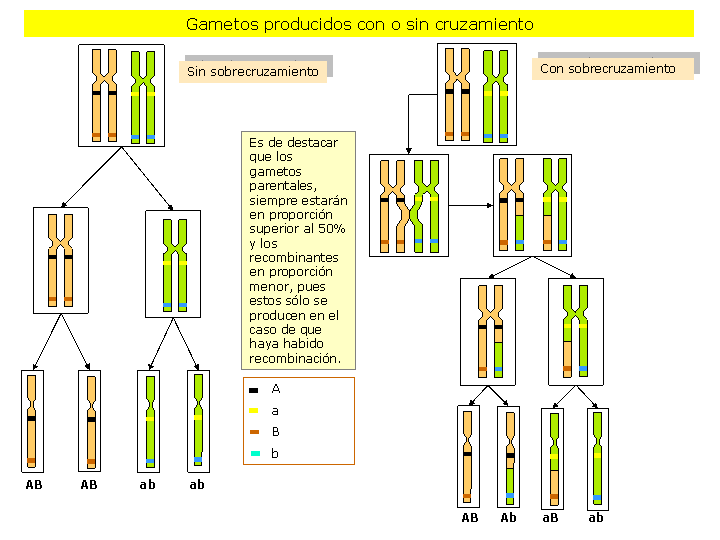 Gametos producidos con o sin cruzamiento
Sin sobrecruzamiento
Con sobrecruzamiento
Es de destacar
que los
gametos
parentales,
siempre estarán
en proporción
superior al 50%
y los
recombinantes
en proporción
menor, pues
estos sólo se
producen en el
caso de que
haya habido
recombinación.
A
a
B
b
AB AB ab ab
AB Ab aB ab